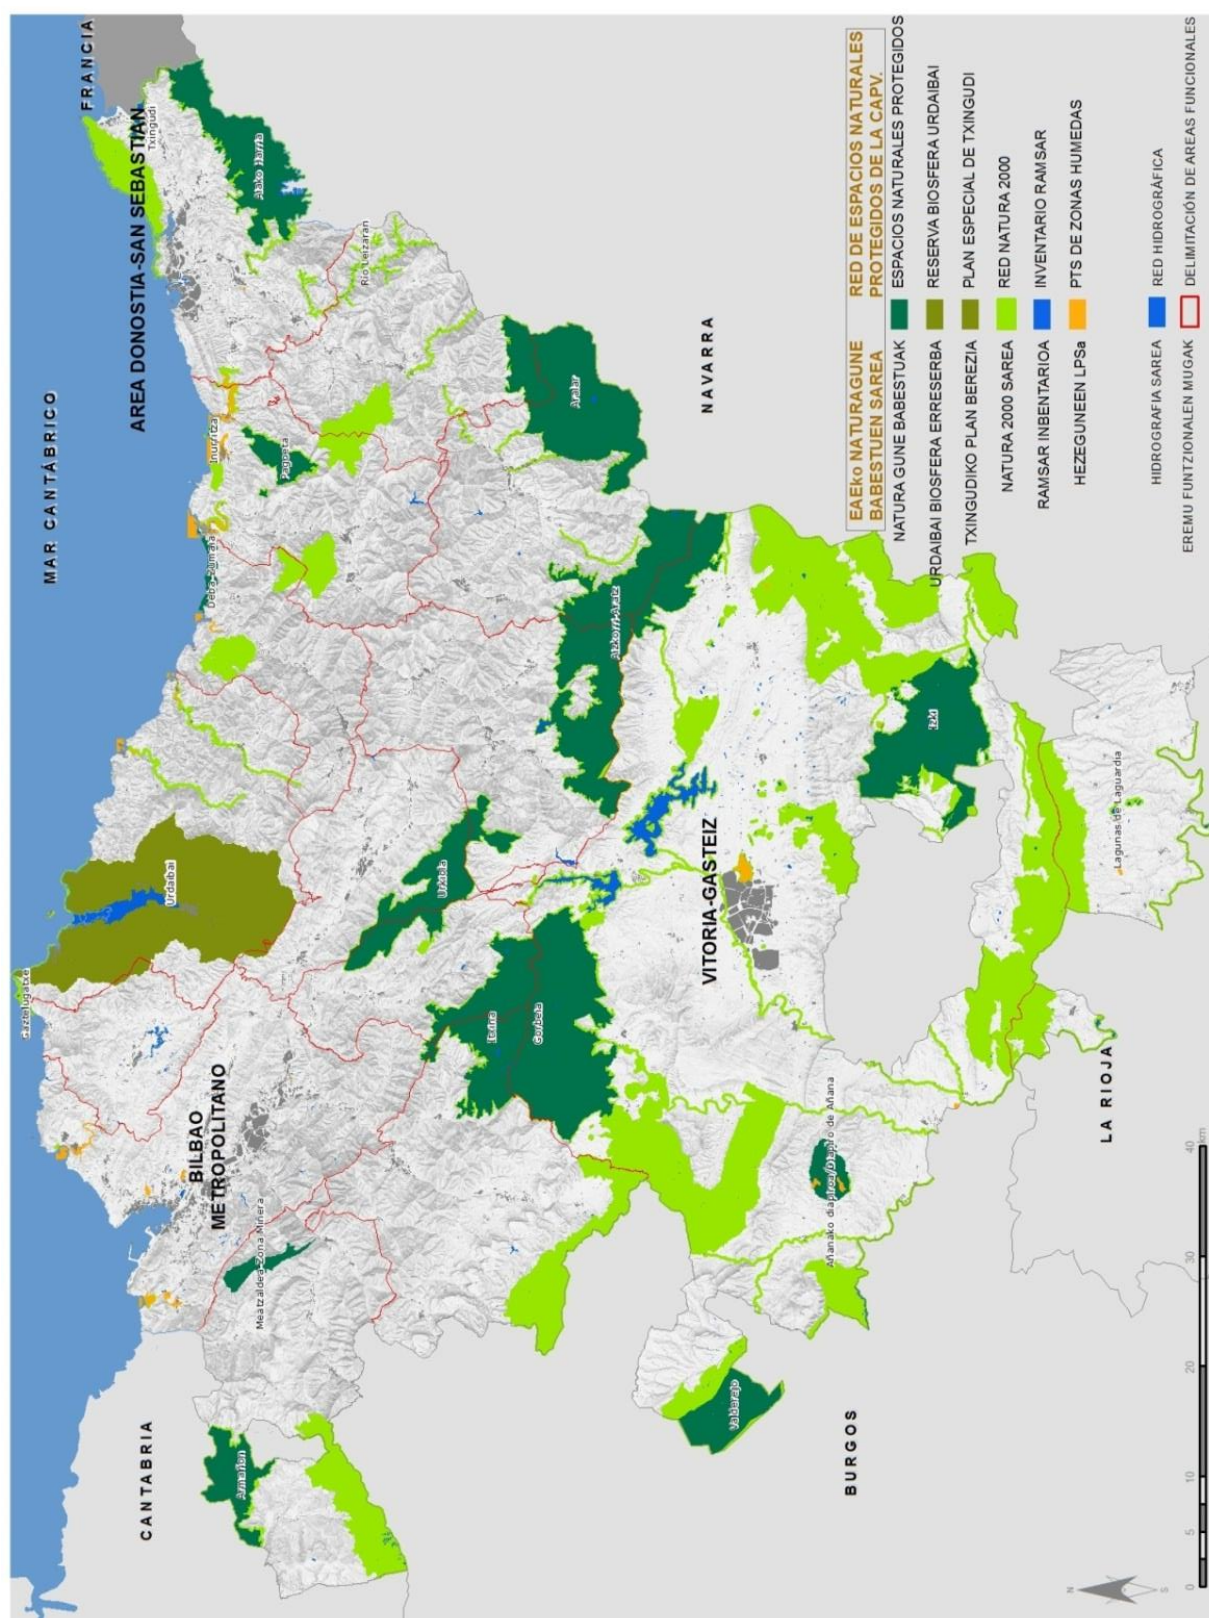 MAR CANTÁBRICO
FRANCIA
AREA DONOSTIA-SAN SEBASTIAN
Txingudi
Aiako Harria
Gaztelugatxe
Urdaibai
Deba-Zumaia
Inurritza
Pagoeta
Rio Leizaran
CANTABRIA
BILBAO
METROPOLITANO
Armañon
Meatzaldea-Zona Minera
Urkiola
Itxina
Gorbeia
Aizkorri-Aratz
Aralar
NAVARRA
VITORIA-GASTEIZ
Valderejo
Añanako diapiroa/Diapiro de Añana
Izki
BURGOS
LA RIOJA
Lagunas de Laguardia
EAEko NATURAGUNE
BABESTUEN SAREA
RED DE ESPACIOS NATURALES
PROTEGIDOS DE LA CAPV.
NATURA GUNE BABESTUAK ESPACIOS NATURALES PROTEGIDOS
URDAIBAI BIOSFERA ERRESERBA RESERVA BIOSFERA URDAIBAI
TXINGUDIKO PLAN BEREZIA PLAN ESPECIAL DE TXINGUDI
NATURA 2000 SAREA RED NATURA 2000
RAMSAR INBENTARIOA INVENTARIO RAMSAR
HEZEGUNEEN LPSa PTS DE ZONAS HUMEDAS
HIDROGRAFIA SAREA RED HIDROGRÁFICA
EREMU FUNTZIONALEN MUGAK DELIMITACIÓN DE AREAS FUNCIONALES
N
S
0 5 10 20 30 40
km